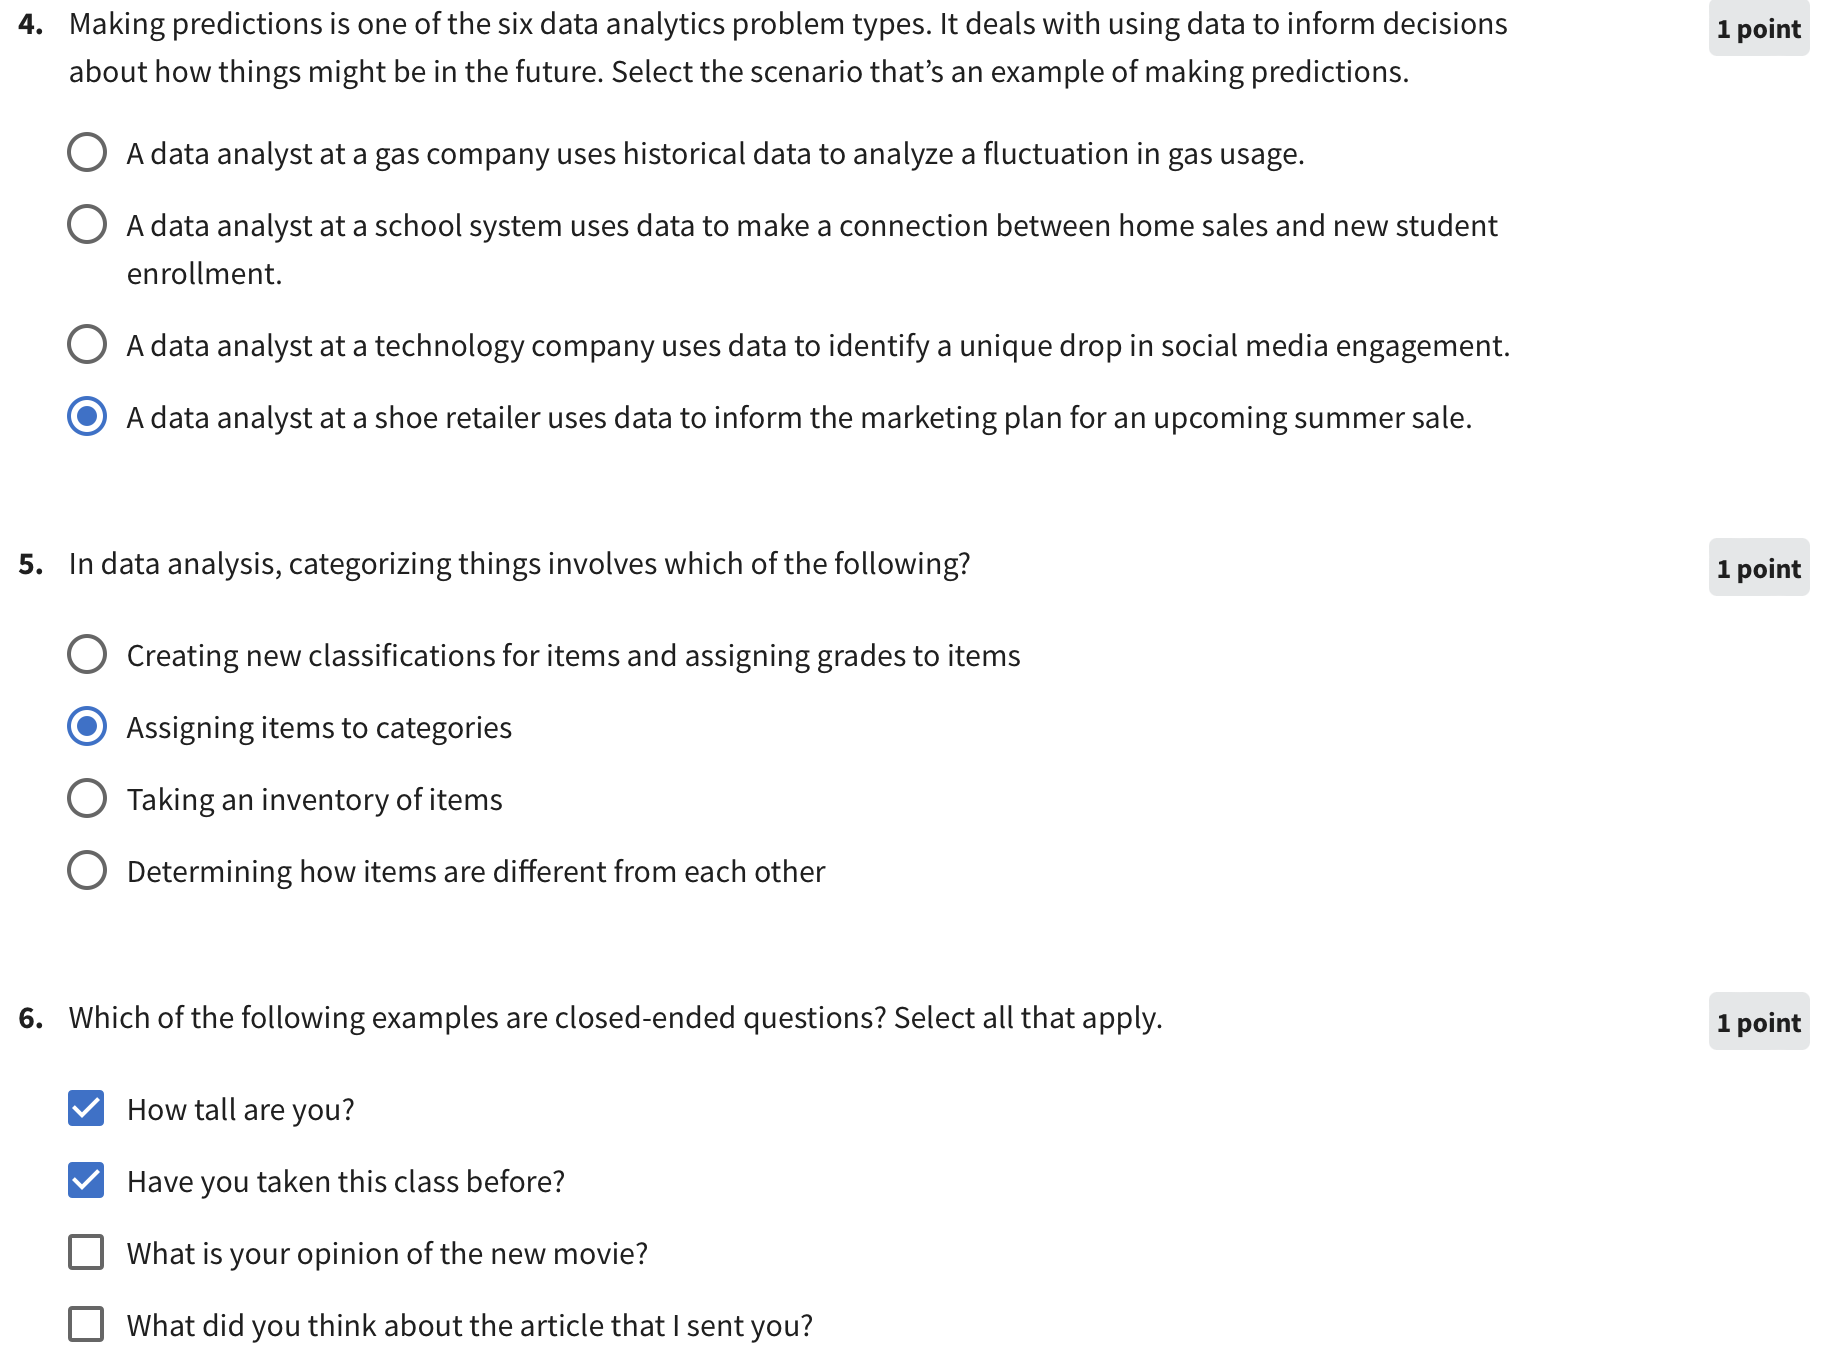 4. Making predictions is one of the six data analytics problem types. It deals with using data to inform decisions
1 point
about how things might be in the future. Select the scenario that’s an example of making predictions.
A data analyst at a gas company uses historical data to analyze a fluctuation in gas usage.
A data analyst at a school system uses data to make a connection between home sales and new student
enrollment.
A data analyst at a technology company uses data to identify a unique drop in social media engagement.
A data analyst at a shoe retailer uses data to inform the marketing plan for an upcoming summer sale.
5. In data analysis, categorizing things involves which of the following?
1 point
Creating new classifications for items and assigning grades to items
Assigning items to categories
Taking an inventory of items
Determining how items are different from each other
6. Which of the following examples are closed-ended questions? Select all that apply.
1 point
How tall are you?
Have you taken this class before?
What is your opinion of the new movie?
What did you think about the article that I sent you?